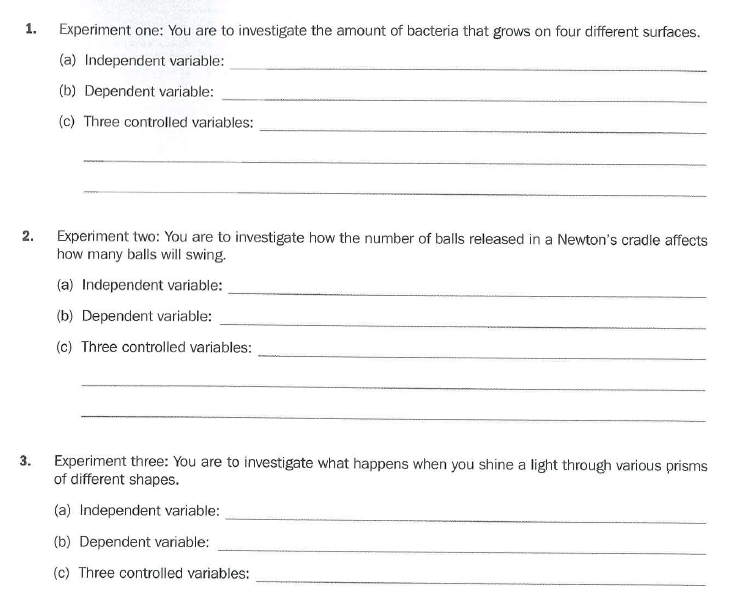 1. Experiment one: You are to investigate the amount of bacteria that grows on four different surfaces.
(a) Independent variable:
(b) Dependent variable:
(c) Three controlled variables:
2. Experiment two: You are to investigate how the number of balls released in a Newton's cradle affects
how many balls will swing.
(a) Independent variable:
(b) Dependent variable:
(c) Three controlled variables:
3. Experiment three: You are to investigate what happens when you shine a light through various prisms
of different shapes.
(a) Independent variable:
(b) Dependent variable:
(c) Three controlled variables: